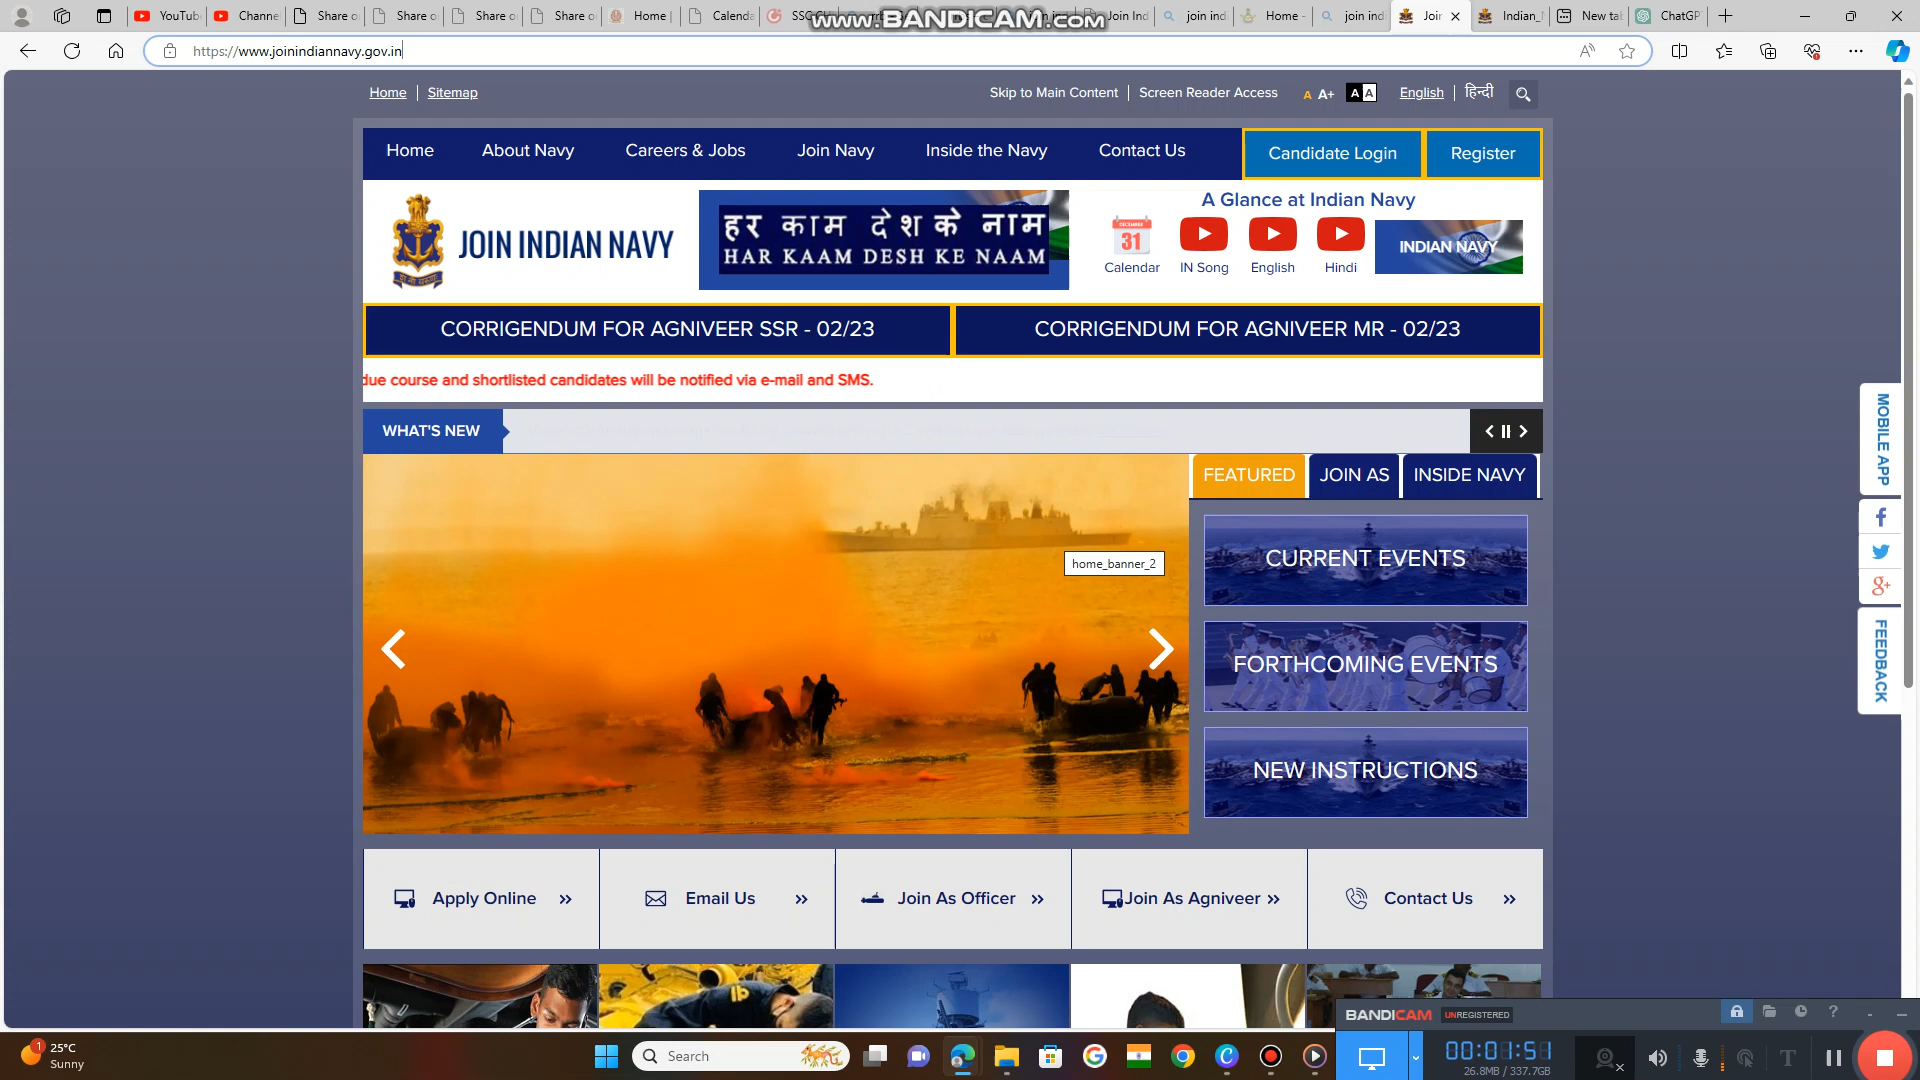 YouTub
Channe
Share o
Share o
Share o
Share o
Home |
Calenda
Join Ind
join indi
Home -
join ind
Join
Indian_
New ta
ChatGP
www.BANDICAM.com
https://www.joinindiannavy.gov.in
Home | Sitemap
Skip to Main Content | Screen Reader Access A A+ A A English | हिन्दी
Home About Navy Careers & Jobs Join Navy Inside the Navy Contact Us Candidate Login Register
JOIN INDIAN NAVY
हर काम देश के नाम
HAR KAAM DESH KE NAAM
A Glance at Indian Navy
DECEMBER
31
Calendar IN Song English Hindi
INDIAN NAVY
CORRIGENDUM FOR AGNIVEER SSR - 02/23
CORRIGENDUM FOR AGNIVEER MR - 02/23
due course and shortlisted candidates will be notified via e-mail and SMS.
WHAT'S NEW
FEATURED JOIN AS INSIDE NAVY
CURRENT EVENTS
home_banner_2
FORTHCOMING EVENTS
NEW INSTRUCTIONS
MOBILE APP
FEEDBACK
Apply Online Email Us Join As Officer Join As Agniveer Contact Us
BANDICAM UNREGISTERED
00:01:51
26.8MB / 337.7GB
1
25°C
Sunny
Search